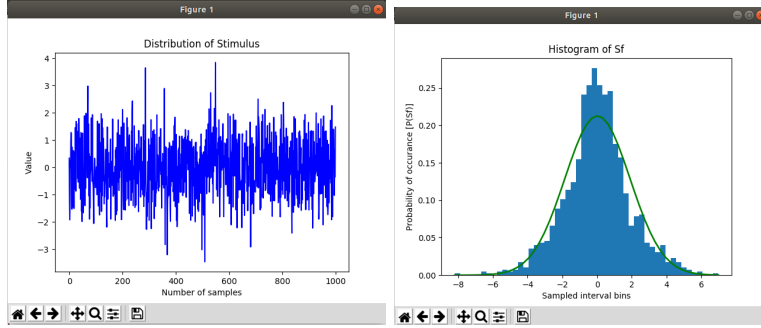 Figure 1
Distribution of Stimulus
4
3
2
1
0
−1
−2
−3
Value
0 200 400 600 800 1000
Number of samples
Figure 1
Histogram of Sf
0.25
0.20
0.15
0.10
0.05
0.00
Probability of occurance [P(Sf)]
−8 −6 −4 −2 0 2 4 6
Sampled interval bins